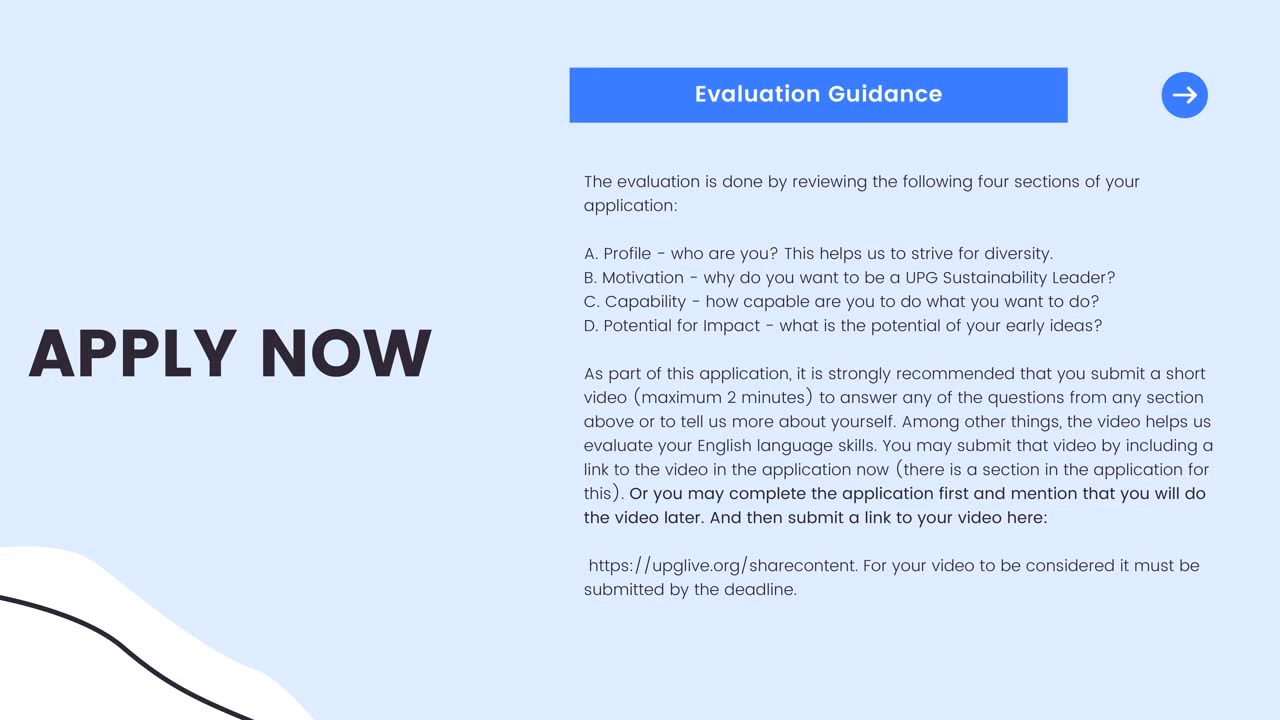 APPLY NOW
Evaluation Guidance
The evaluation is done by reviewing the following four sections of your
application:
A. Profile - who are you? This helps us to strive for diversity.
B. Motivation - why do you want to be a UPG Sustainability Leader?
C. Capability - how capable are you to do what you want to do?
D. Potential for Impact - what is the potential of your early ideas?
As part of this application, it is strongly recommended that you submit a short
video (maximum 2 minutes) to answer any of the questions from any section
above or to tell us more about yourself. Among other things, the video helps us
evaluate your English language skills. You may submit that video by including a
link to the video in the application now (there is a section in the application for
this). Or you may complete the application first and mention that you will do
the video later. And then submit a link to your video here:
https://upglive.org/sharecontent. For your video to be considered it must be
submitted by the deadline.